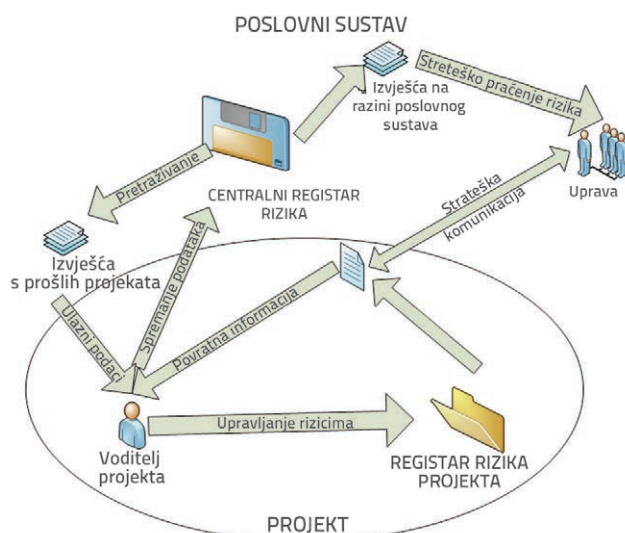 POSLOVNI SUSTAV
Streteško praćenje rizika
Izvješća na
razini poslovnog
sustava
Uprava
Pretraživanje
CENTRALNI REGISTAR
RIZIKA
Strateška
komunikacija
Izvješća
s prošlih projekata
Spremanje podataka
Ulazni podaci
Povratna informacija
Upravljanje rizicima
Voditelj
projekta
REGISTAR RIZIKA
PROJEKTA
PROJEKT